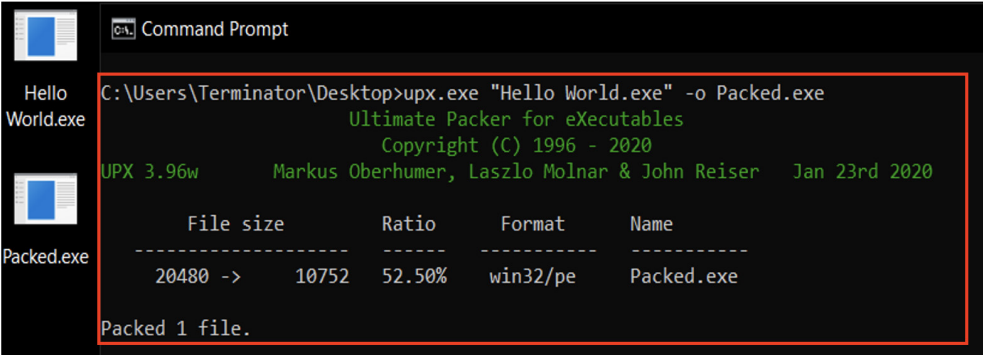 Command Prompt
Hello
World.exe
Packed.exe
C:\Users\Terminator\Desktop>upx.exe "Hello World.exe" -o Packed.exe
Ultimate Packer for eXecutables
Copyright (C) 1996 - 2020
UPX 3.96w Markus Oberhumer, Laszlo Molnar & John Reiser Jan 23rd 2020
File size Ratio Format Name
-------------------- ------ ----------- -----------
20480 -> 10752 52.50% win32/pe Packed.exe
Packed 1 file.